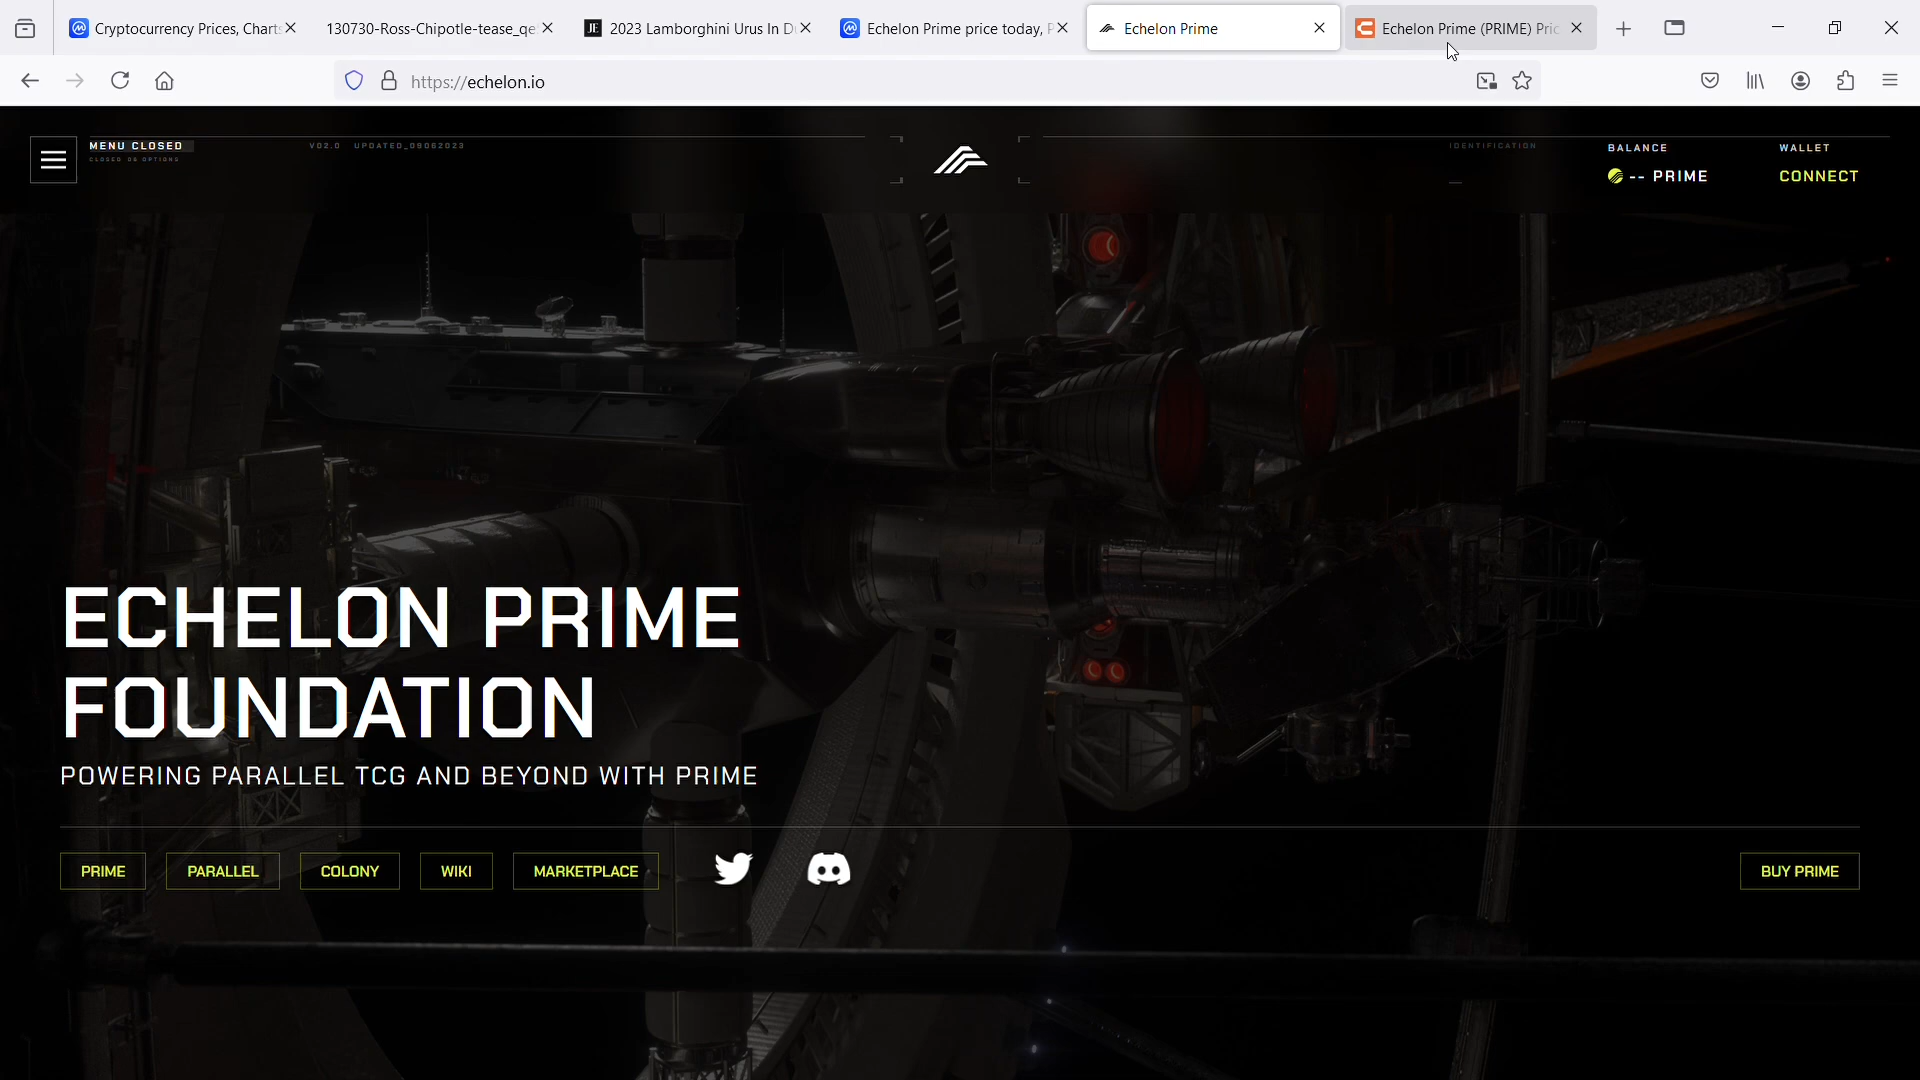 Cryptocurrency Prices, Charts
130730-Ross-Chipotle-tease_qe
2023 Lamborghini Urus In D
Echelon Prime price today, P
Echelon Prime
Echelon Prime (PRIME) Pric
https://echelon.io
MENU CLOSED
V02.0 UPDATED_09062023
IDENTIFICATION
BALANCE
WALLET
-- PRIME
CONNECT
ECHELON PRIME
FOUNDATION
POWERING PARALLEL TCG AND BEYOND WITH PRIME
PRIME
PARALLEL
COLONY
WIKI
MARKETPLACE
BUY PRIME